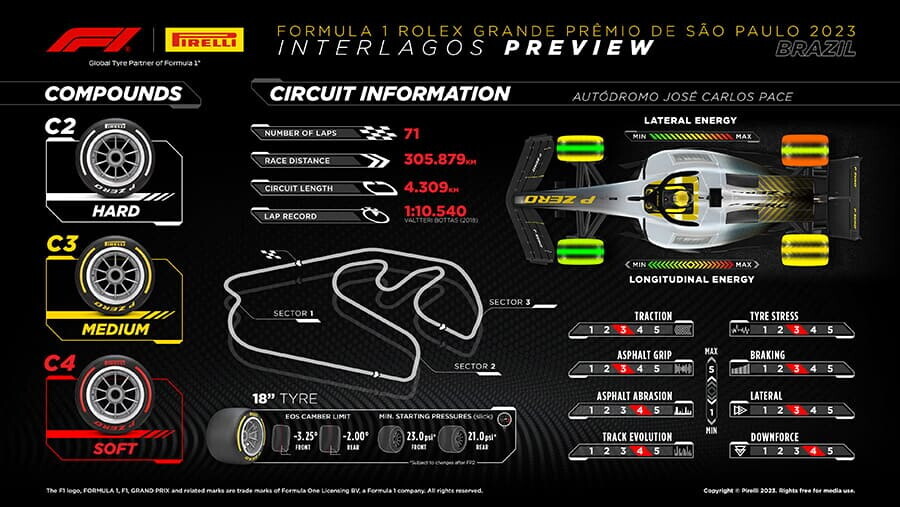 F1
PIRELLI
Global Tyre Partner of Formula 1®
FORMULA 1 ROLEX GRANDE PRÊMIO DE SÃO PAULO 2023
INTERLAGOS PREVIEW
BRAZIL
COMPOUNDS
C2
PIRELLI
P ZERO
HARD
C3
PIRELLI
P ZERO
MEDIUM
C4
PIRELLI
P ZERO
SOFT
CIRCUIT INFORMATION
AUTÓDROMO JOSÉ CARLOS PACE
NUMBER OF LAPS 71
RACE DISTANCE 305.879KM
CIRCUIT LENGTH 4.309KM
LAP RECORD 1:10.540
VALTTERI BOTTAS (2018)
SECTOR 1
SECTOR 2
SECTOR 3
LATERAL ENERGY
MIN MAX
P ZERO
MIN MAX
LONGITUDINAL ENERGY
TRACTION
1 2 3 4 5
ASPHALT GRIP
1 2 3 4 5
ASPHALT ABRASION
1 2 3 4 5
TRACK EVOLUTION
1 2 3 4 5
MAX
5
1
MIN
TYRE STRESS
1 2 3 4 5
BRAKING
1 2 3 4 5
LATERAL
1 2 3 4 5
DOWNFORCE
1 2 3 4 5
18” TYRE
EOS CAMBER LIMIT
-3.25°
FRONT
-2.00°
REAR
MIN. STARTING PRESSURES (slick)
23.0psi*
FRONT
21.0psi*
REAR
*Subject to changes after FP2
The F1 logo, FORMULA 1, F1, GRAND PRIX and related marks are trade marks of Formula One Licensing BV, a Formula 1 company. All rights reserved.
Copyright © Pirelli 2023. Rights free for media use.